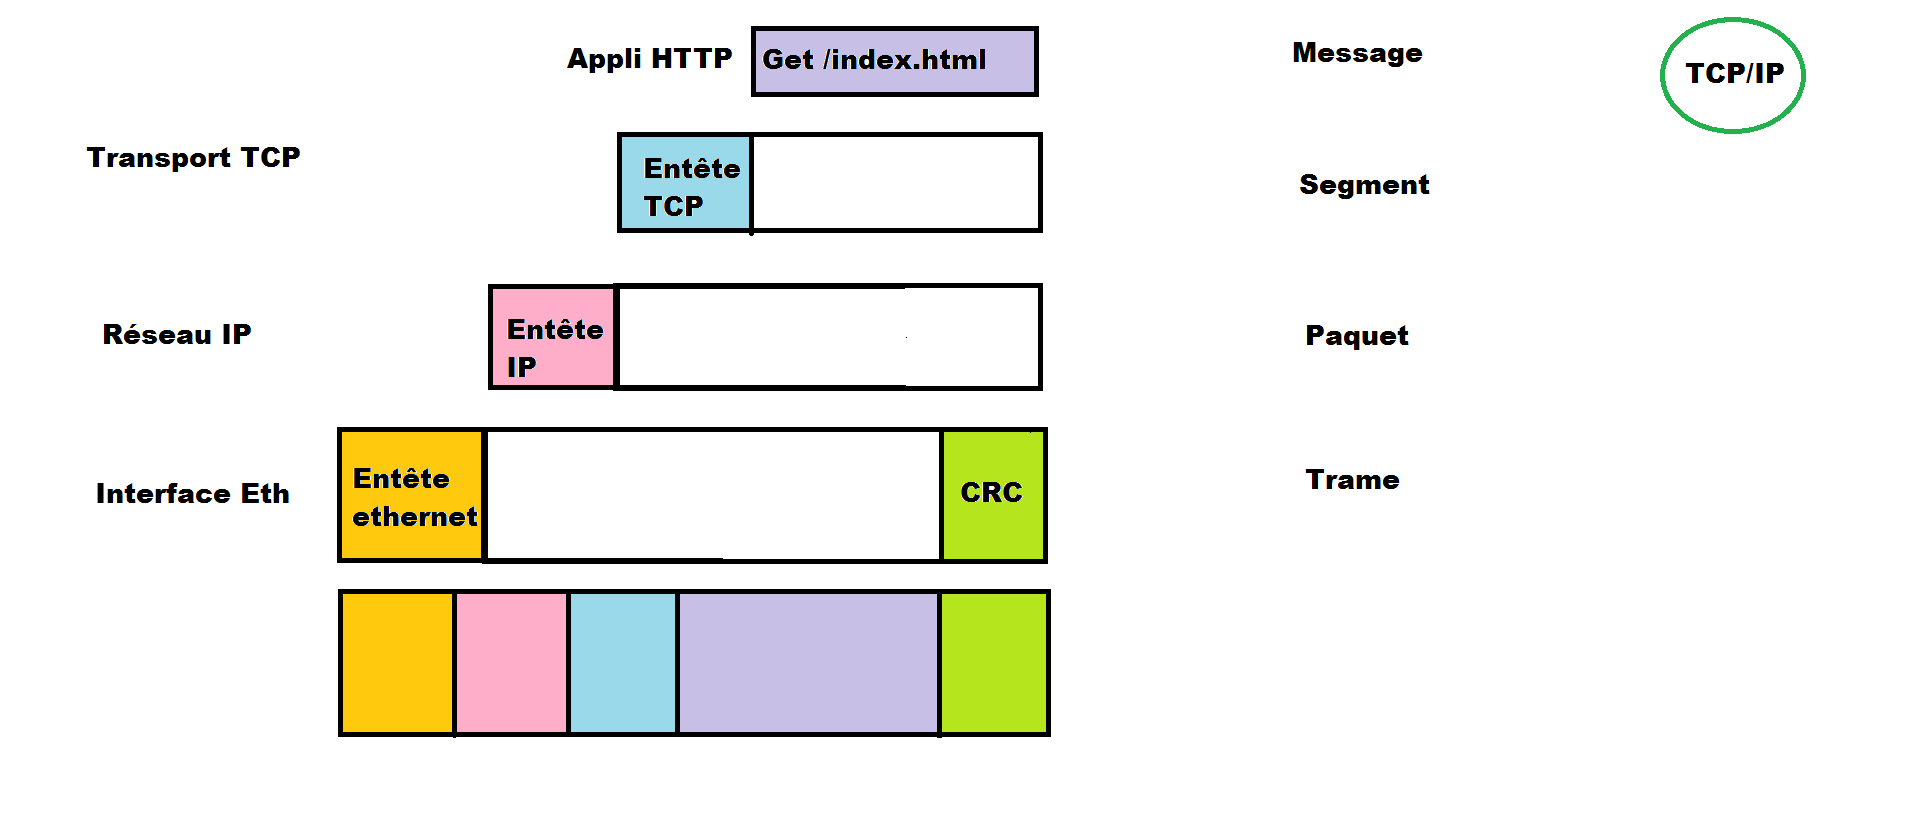 Appli HTTP
Get /index.html
Message
TCP/IP
Transport TCP
Entête
TCP
Segment
Réseau IP
Entête
IP
Paquet
Interface Eth
Entête
ethernet
CRC
Trame